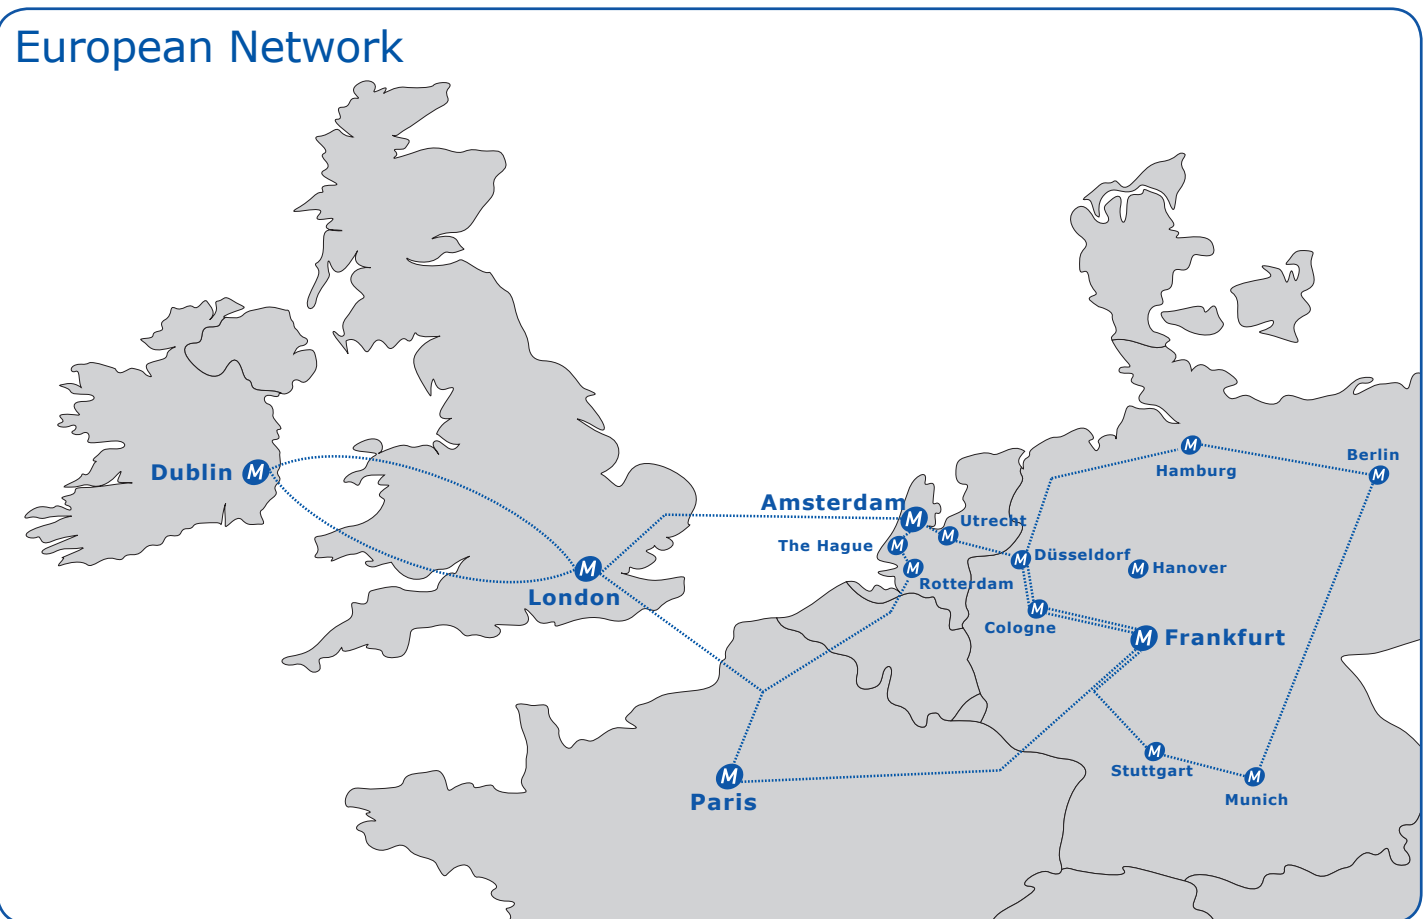 European Network
Hamburg
Berlin
Dublin
M
Amsterdam
Utrecht
The Hague
Düsseldorf
Hanover
Rotterdam
London
Cologne
Frankfurt
Stuttgart
Paris
Munich
M
M
M
M
M
M
M
M
M
M
M
M
M
M